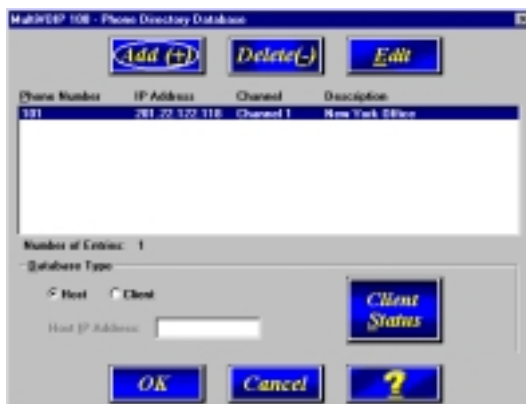 MultiVOIP 100 - Phone Directory Database
Add (+) Delete(-) Edit
Phone Number IP Address Channel Description
101 201.22.122.118 Channel 1 New York Office
Number of Entries: 1
Database Type
Host Client
Host IP Address:
Client
Status
OK Cancel ?